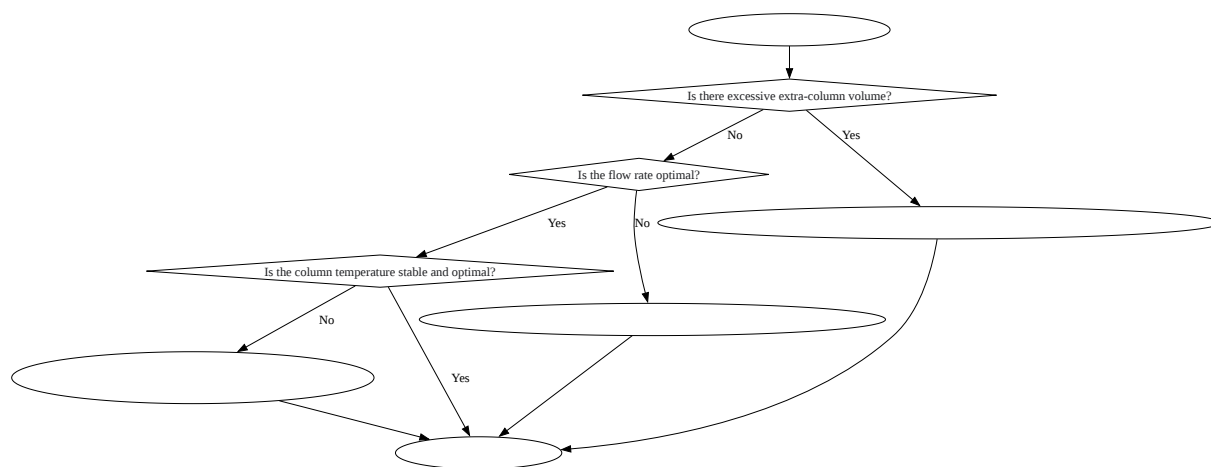 Is there excessive extra-column volume?
No
Yes
Is the flow rate optimal?
Yes
No
Is the column temperature stable and optimal?
No
Yes